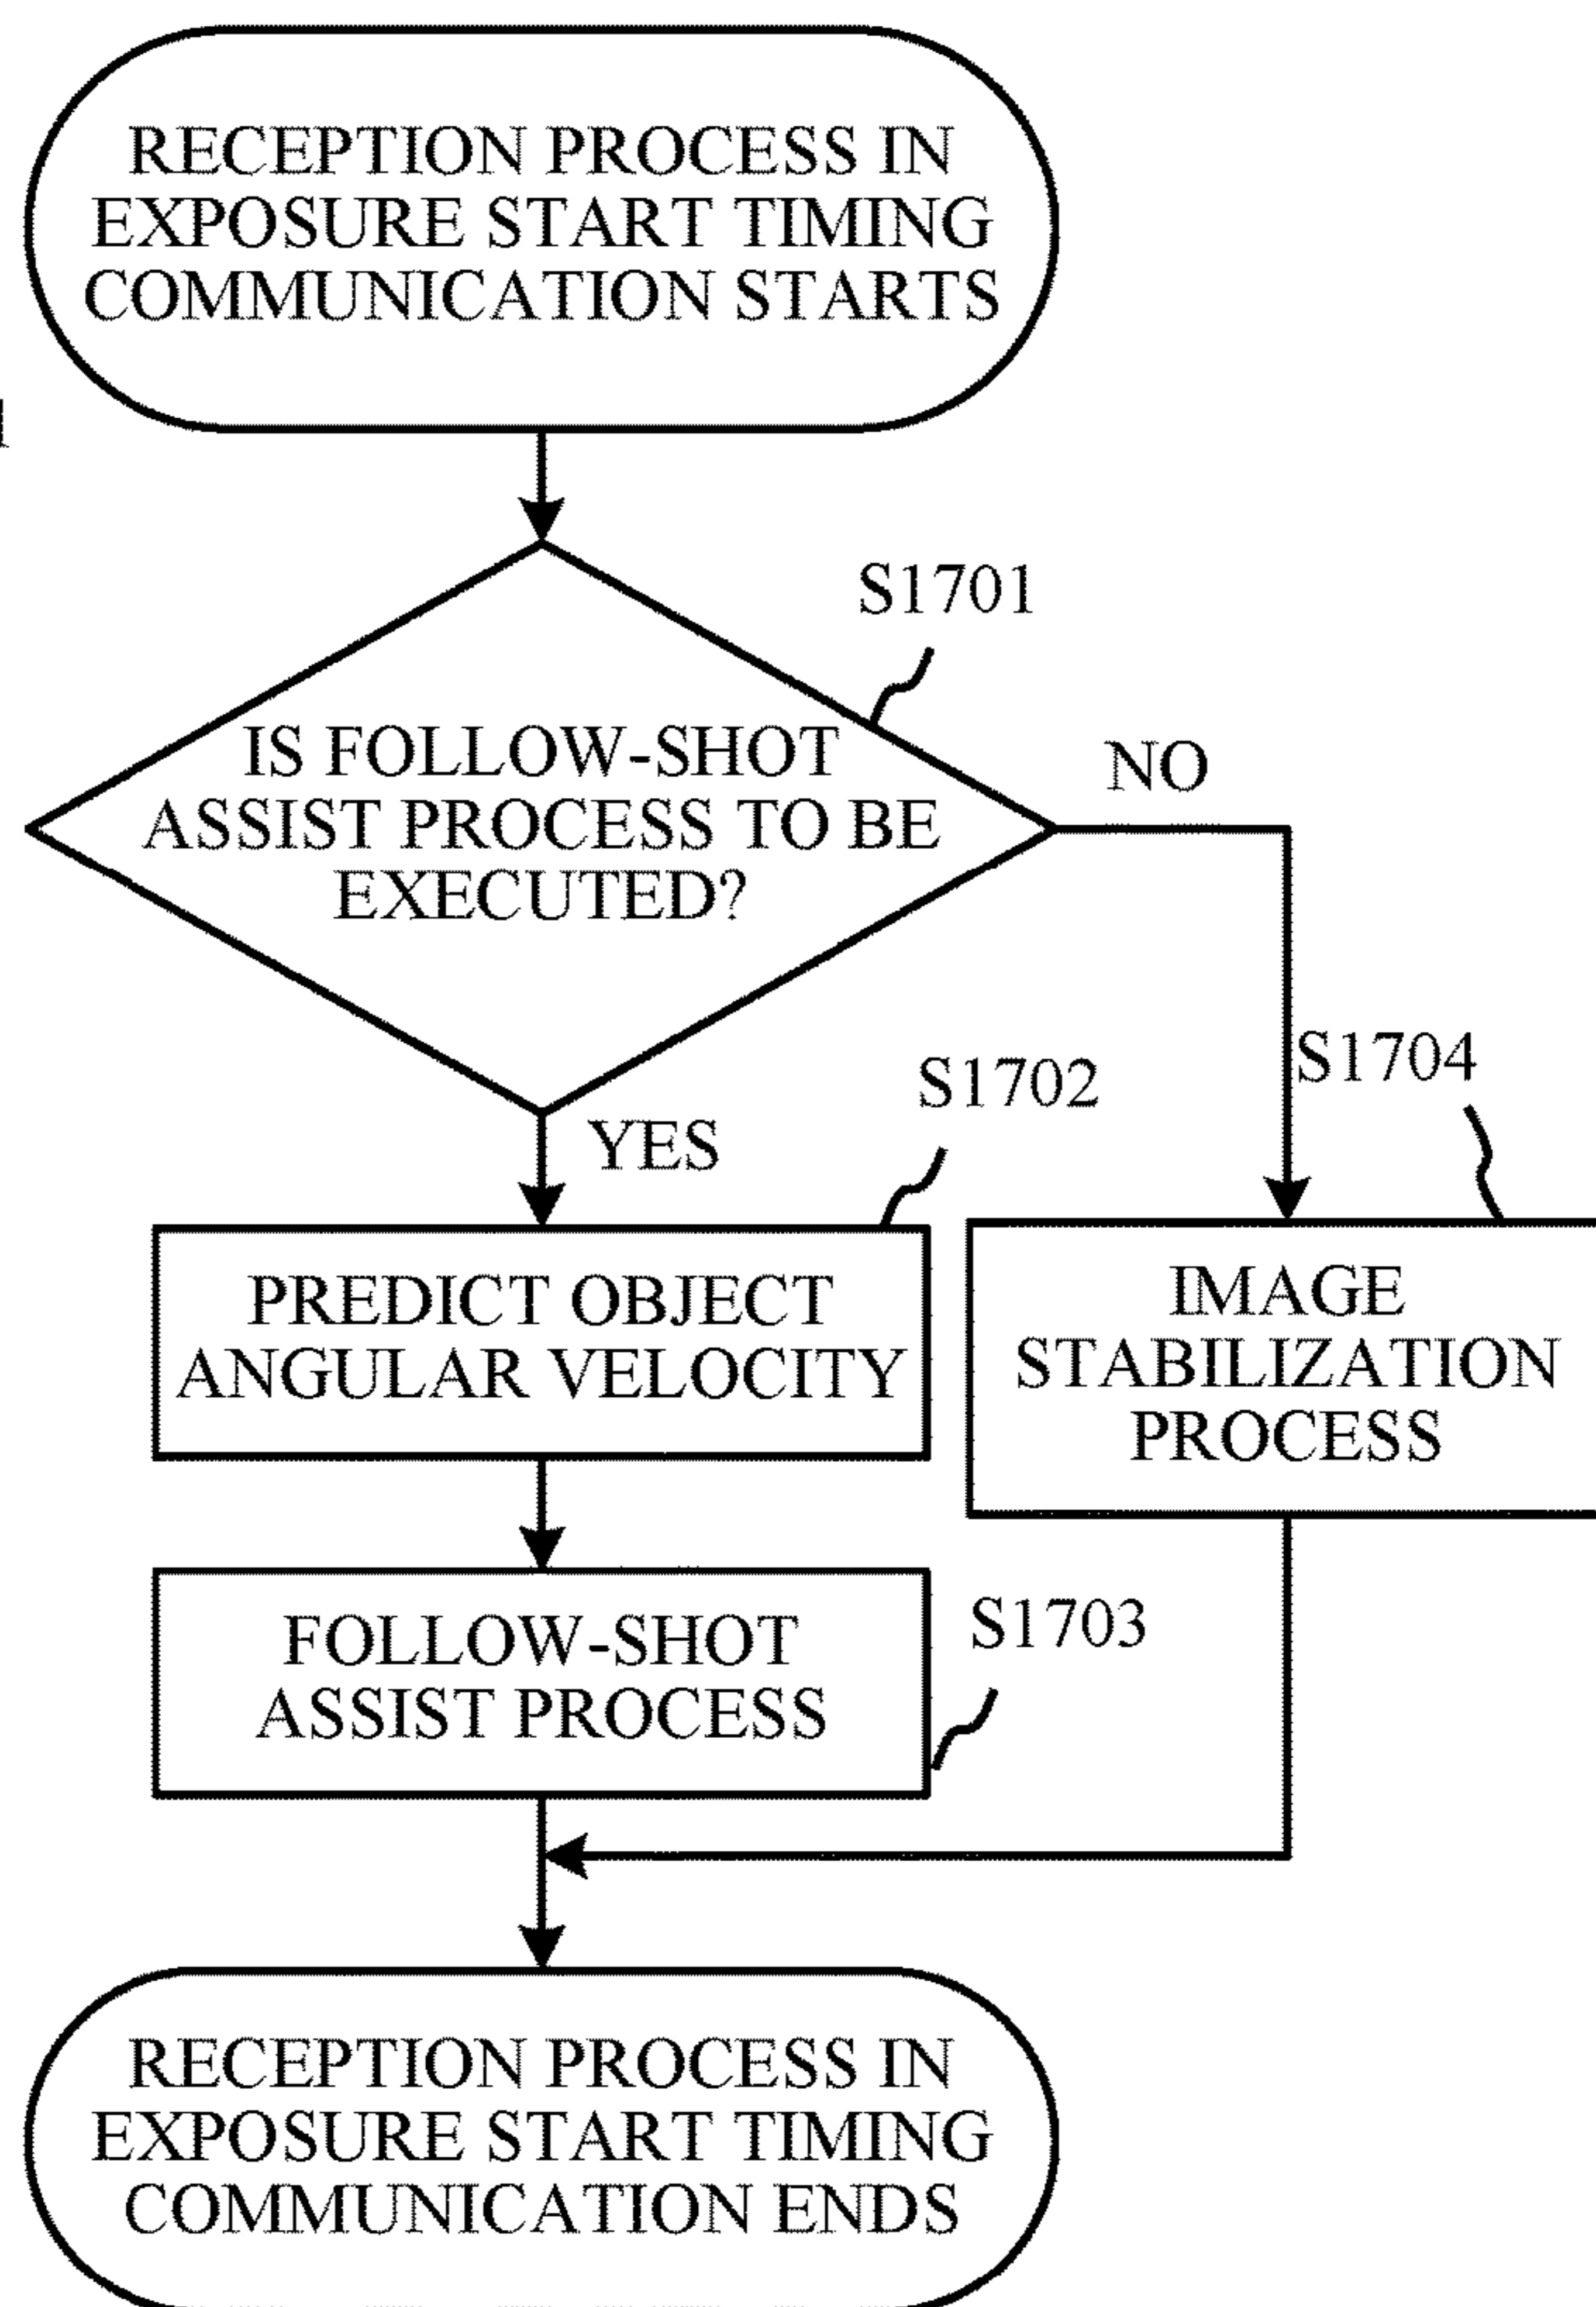 RECEPTION PROCESS IN
EXPOSURE START TIMING
COMMUNICATION STARTS
S1701
IS FOLLOW-SHOT
ASSIST PROCESS TO BE
EXECUTED?
NO
YES
S1702
S1704
PREDICT OBJECT
ANGULAR VELOCITY
IMAGE
STABILIZATION
PROCESS
FOLLOW-SHOT
ASSIST PROCESS
S1703
RECEPTION PROCESS IN
EXPOSURE START TIMING
COMMUNICATION ENDS